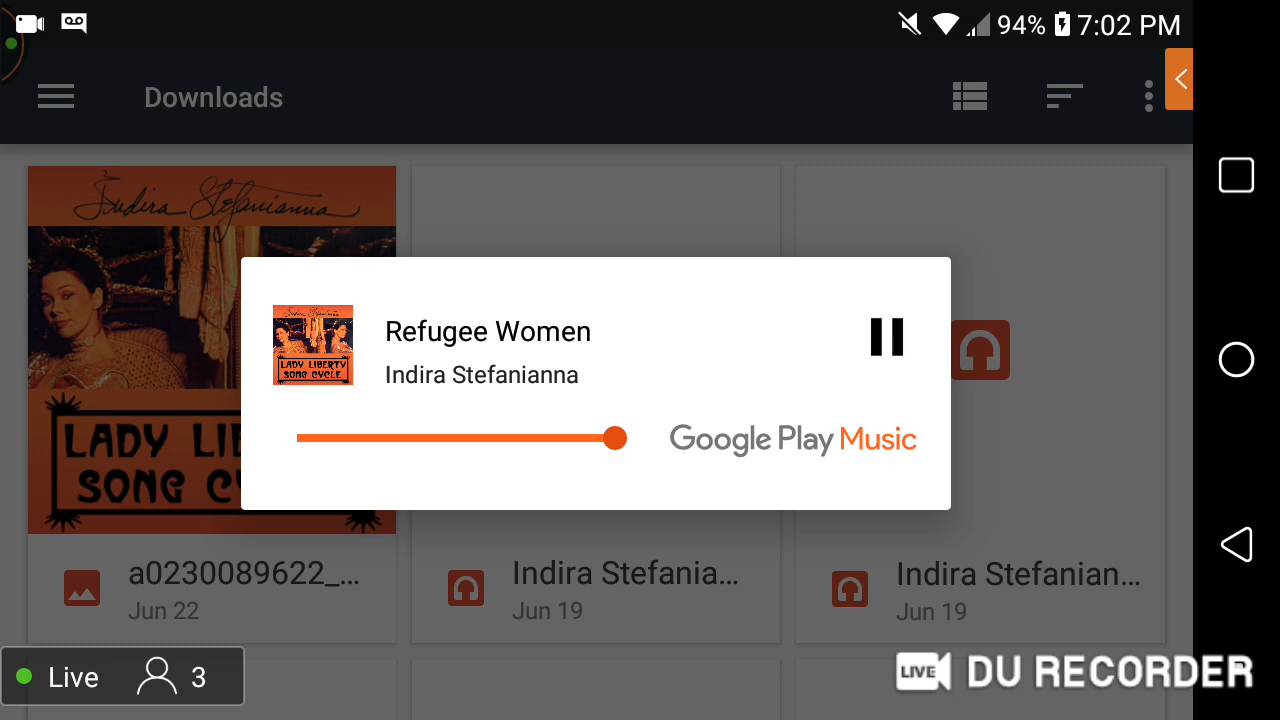 94% 7:02 PM
Downloads
Indira Stefanianna
Refugee Women
Indira Stefanianna
LADY LIBERTY
SONG CYCLE
Google Play Music
LADY LIB
SONG C
a0230089622_...
Jun 22
Indira Stefania...
Jun 19
Indira Stefanian...
Jun 19
Live 3
LIVE DU RECORDER